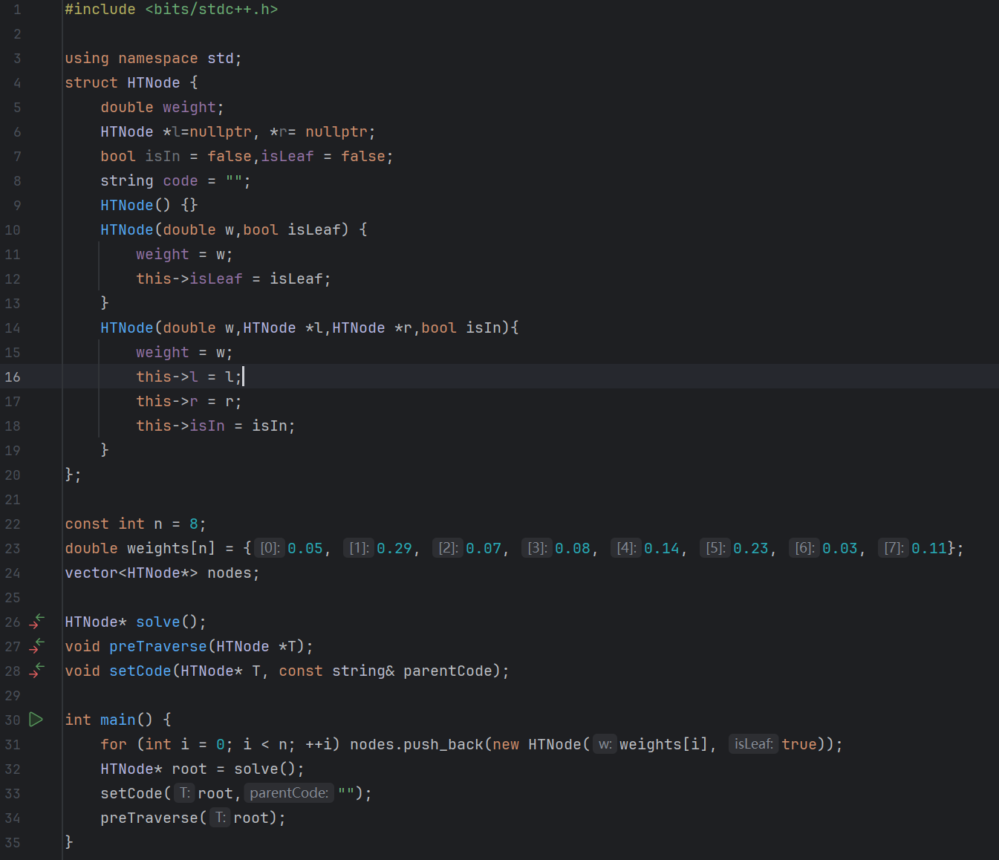 1 #include <bits/stdc++.h>
2
3 using namespace std;
4 struct HTNode {
5     double weight;
6     HTNode *l=nullptr, *r= nullptr;
7     bool isIn = false,isLeaf = false;
8     string code = "";
9     HTNode() {}
10     HTNode(double w,bool isLeaf) {
11         weight = w;
12         this->isLeaf = isLeaf;
13     }
14     HTNode(double w,HTNode *l,HTNode *r,bool isIn){
15         weight = w;
16         this->l = l;
17         this->r = r;
18         this->isIn = isIn;
19     }
20 };
21
22 const int n = 8;
23 double weights[n] = {[0]:0.05, [1]:0.29, [2]:0.07, [3]:0.08, [4]:0.14, [5]:0.23, [6]:0.03, [7]:0.11};
24 vector<HTNode*> nodes;
25
26 HTNode* solve();
27 void preTraverse(HTNode *T);
28 void setCode(HTNode* T, const string& parentCode);
29
30 int main() {
31     for (int i = 0; i < n; ++i) nodes.push_back(new HTNode(w:weights[i], isLeaf:true));
32     HTNode* root = solve();
33     setCode(T:root,parentCode:"");
34     preTraverse(T:root);
35 }